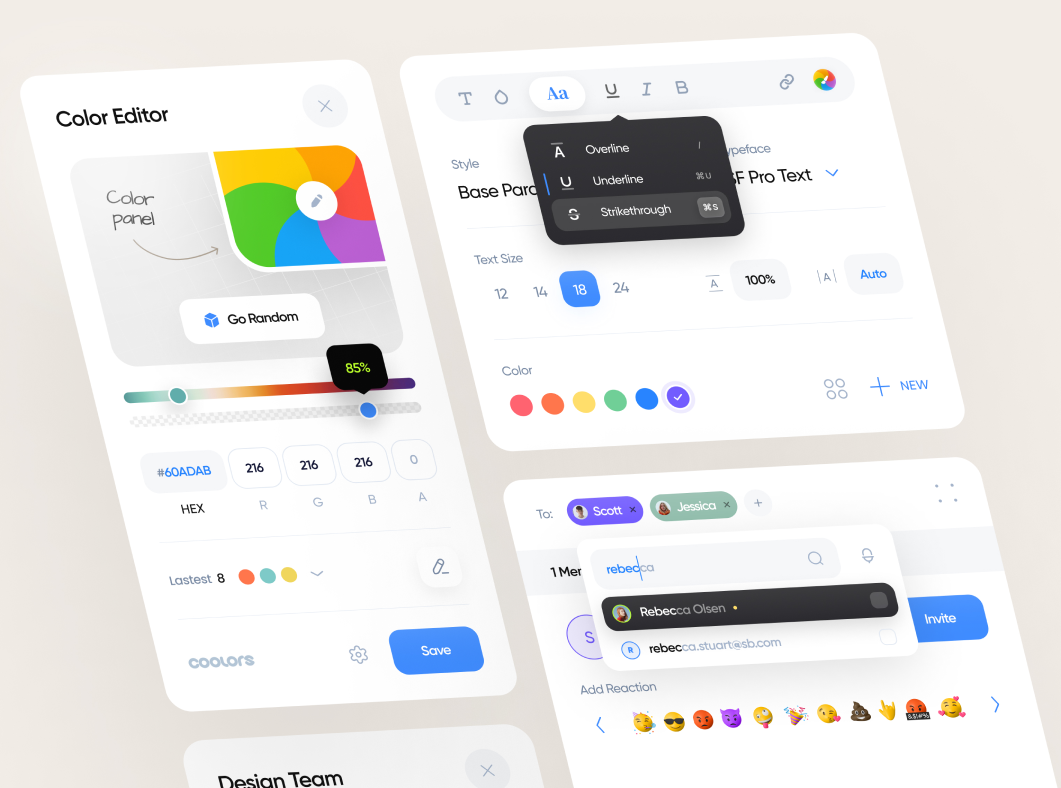 Color Editor
Color
panel
Go Random
85%
#60ADAB
216
216
216
0
HEX
R
G
B
A
Lastest 8
coolors
Save
Design Team
T
Aa
U
I
B
Style
Base Para
A
Overline
/
U
Underline
⌘U
S
Strikethrough
⌘S
ypeface
SF Pro Text
Text Size
12
14
18
24
A
100%
|A|
Auto
Color
NEW
To:
Scott ×
Jessica ×
+
1 Mer
rebecca
Rebecca Olsen
S
Invite
R
rebecca.stuart@sb.com
Add Reaction